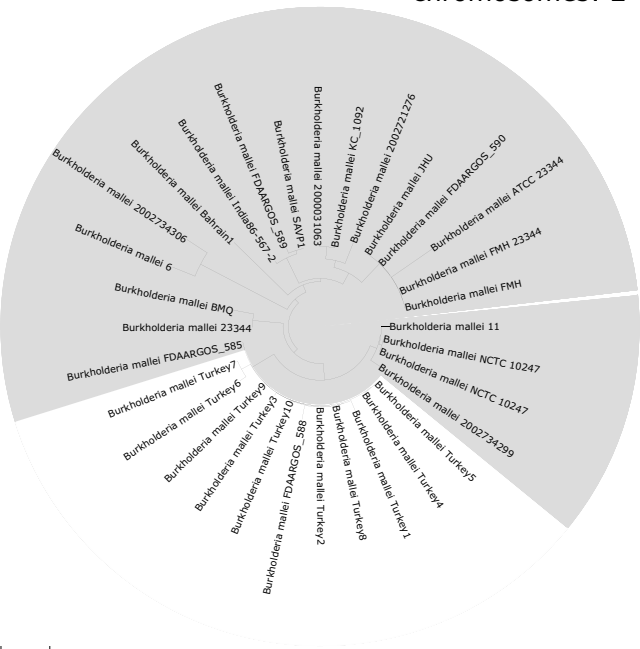 Burkholderia mallei 2002734306
Burkholderia mallei Bahrain1
Burkholderia mallei India86-567-2
Burkholderia mallei FDAARGOS_589
Burkholderia mallei SAVP1
Burkholderia mallei 2000031063
Burkholderia mallei KC_1092
Burkholderia mallei 2002721276
Burkholderia mallei JHU
Burkholderia mallei FDAARGOS_590
Burkholderia mallei ATCC 23344
Burkholderia mallei FMH 23344
Burkholderia mallei FMH
Burkholderia mallei 11
Burkholderia mallei NCTC 10247
Burkholderia mallei NCTC 10247
Burkholderia mallei 2002734299
Burkholderia mallei Turkey5
Burkholderia mallei Turkey4
Burkholderia mallei Turkey1
Burkholderia mallei Turkey8
Burkholderia mallei Turkey2
Burkholderia mallei FDAARGOS_588
Burkholderia mallei Turkey10
Burkholderia mallei Turkey3
Burkholderia mallei Turkey9
Burkholderia mallei Turkey6
Burkholderia mallei Turkey7
Burkholderia mallei FDAARGOS_585
Burkholderia mallei 23344
Burkholderia mallei BMQ
Burkholderia mallei 6